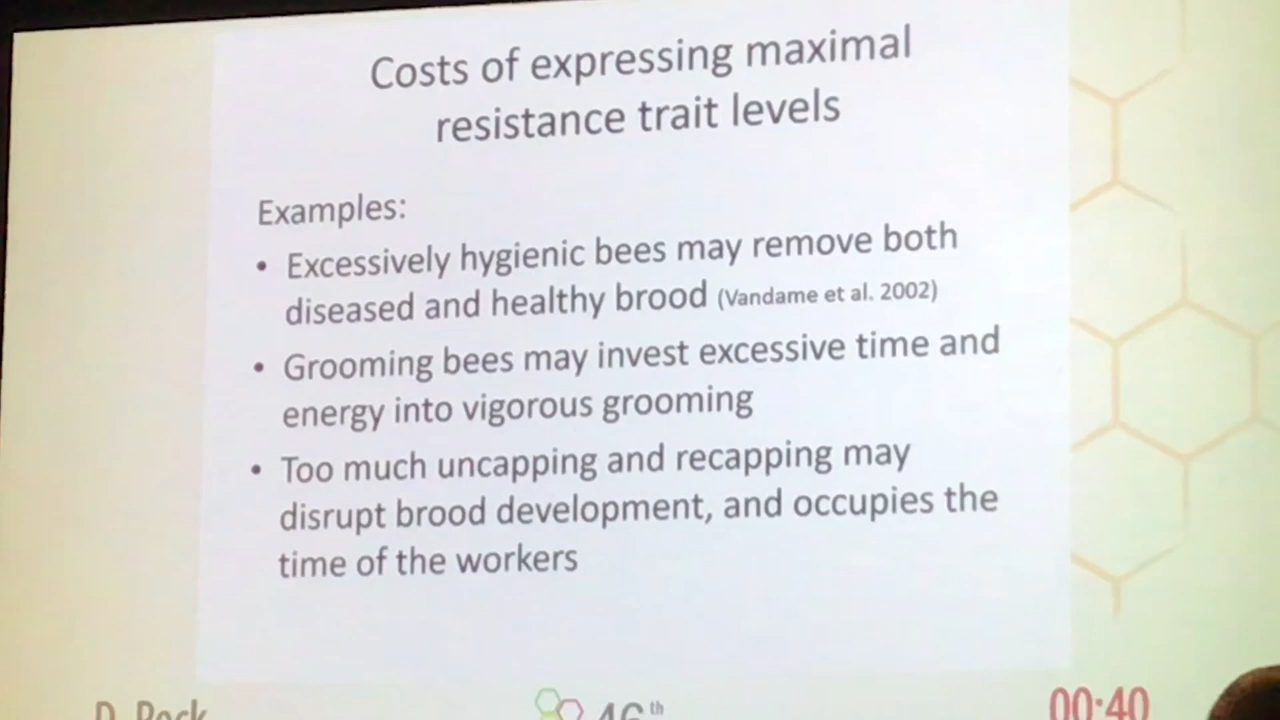 Costs of expressing maximal
resistance trait levels
Examples:
• Excessively hygienic bees may remove both
diseased and healthy brood (Vandame et al. 2002)
• Grooming bees may invest excessive time and
energy into vigorous grooming
• Too much uncapping and recapping may
disrupt brood development, and occupies the
time of the workers
46th
00:40